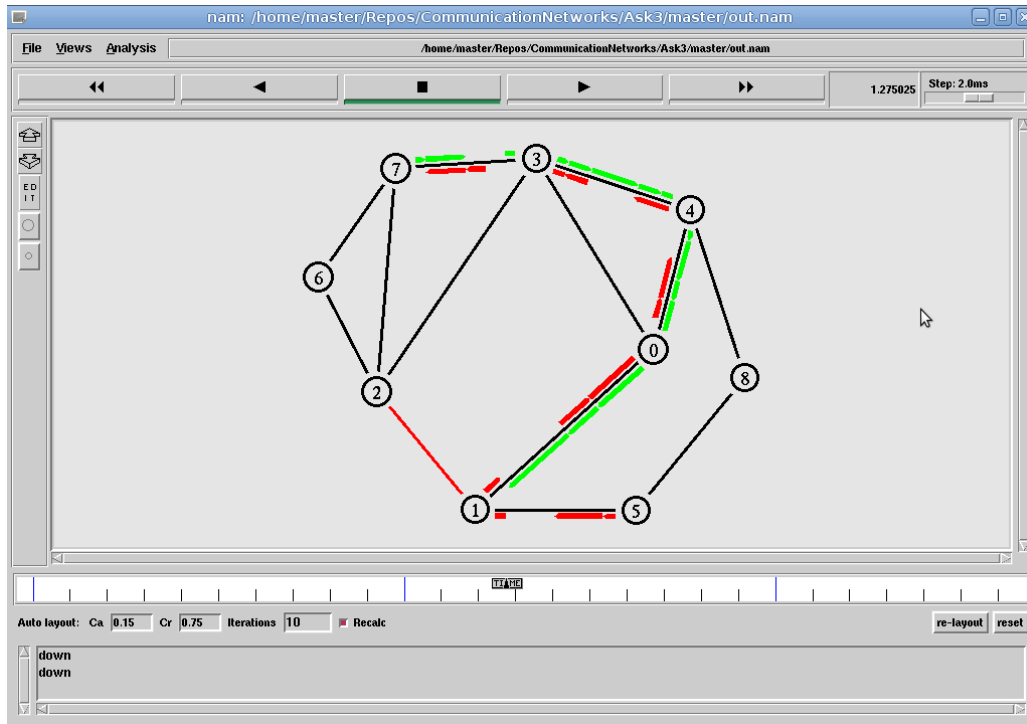 nam: /home/master/Repos/CommunicationNetworks/Ask3/master/out.nam
File Views Analysis /home/master/Repos/CommunicationNetworks/Ask3/master/out.nam
1.275025 Step: 2.0ms
E D
I T
7
3
4
6
0
8
2
1
5
TIME
Auto layout: Ca 0.15 Cr 0.75 Iterations 10 Recalc re-layout reset
down
down